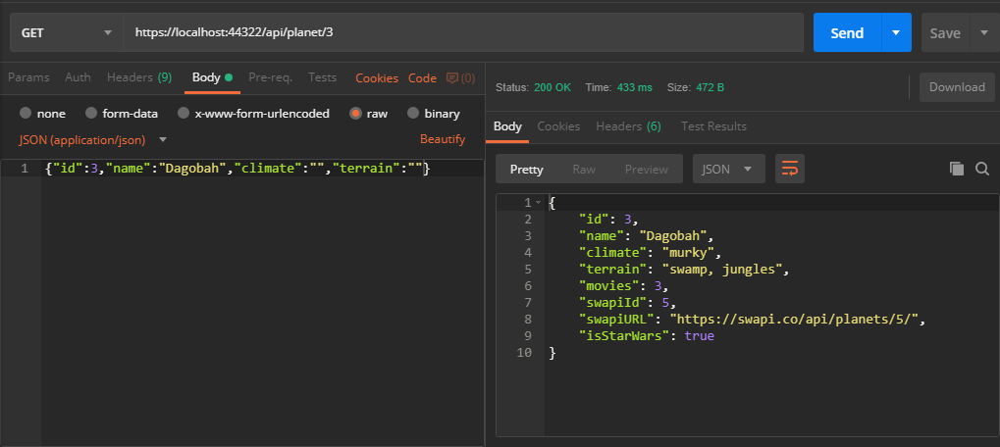 GET https://localhost:44322/api/planet/3 Send Save
Params Auth Headers (9) Body Pre-req. Tests Cookies Code (0)
none form-data x-www-form-urlencoded raw binary
JSON (application/json) Beautify
1 {"id":3,"name":"Dagobah","climate":"","terrain":""}
Status: 200 OK Time: 433 ms Size: 472 B Download
Body Cookies Headers (6) Test Results
Pretty Raw Preview JSON
1 {
2 "id": 3,
3 "name": "Dagobah",
4 "climate": "murky",
5 "terrain": "swamp, jungles",
6 "movies": 3,
7 "swapiId": 5,
8 "swapiURL": "https://swapi.co/api/planets/5/",
9 "isStarWars": true
10 }